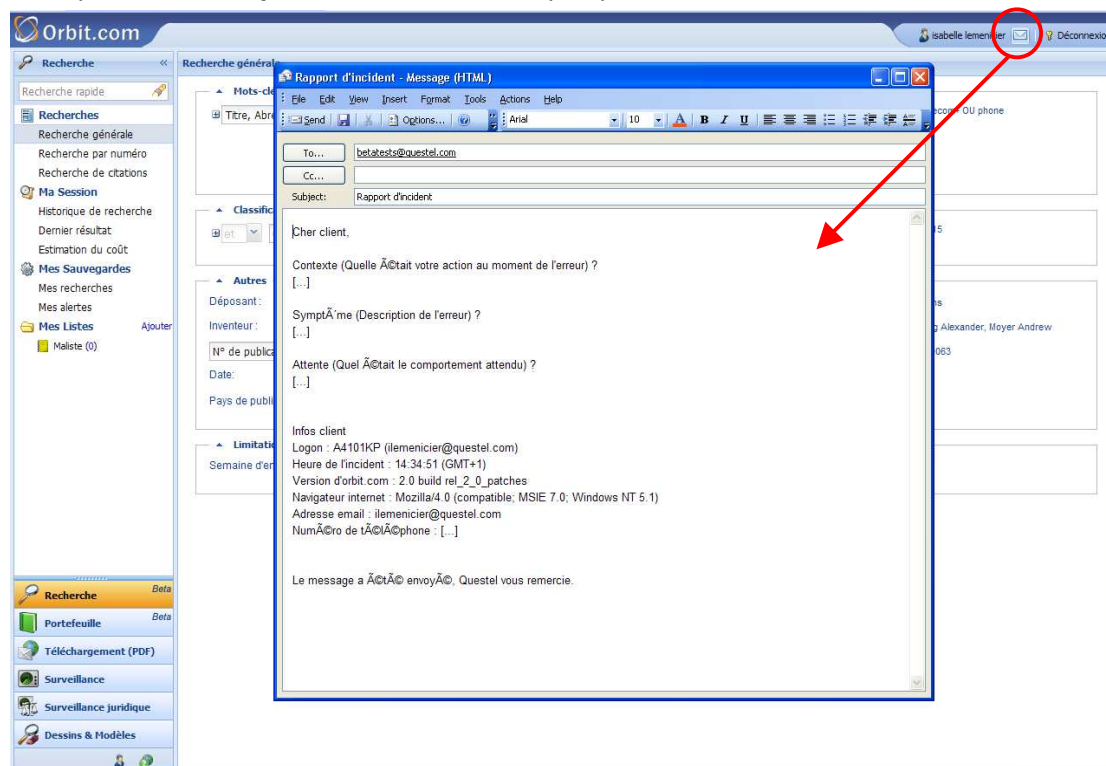 Orbit.com
isabelle lemenicier
Déconnexio
Recherche «
Recherche générale
Recherche rapide
Recherches
Recherche générale
Recherche par numéro
Recherche de citations
Ma Session
Historique de recherche
Dernier résultat
Estimation du coût
Mes Sauvegardes
Mes recherches
Mes alertes
Mes Listes Ajouter
Maliste (0)
Recherche Beta
Portefeuille Beta
Téléchargement (PDF)
Surveillance
Surveillance juridique
Dessins & Modèles
Mots-clé
Titre, Abre
OU phone
Classific
et
15
Autres
Déposant:
ns
Inventeur:
g Alexander, Moyer Andrew
N° de publica
063
Date:
Pays de publi
Limitatio
Semaine d'en
Rapport d'incident - Message (HTML)
File Edit View Insert Format Tools Actions Help
Send Options... Arial 10 A B I U
To... betatests@questel.com
Cc...
Subject: Rapport d'incident
Cher client,
Contexte (Quelle Ã©tait votre action au moment de l'erreur) ?
[...]
SymptÃ´me (Description de l'erreur) ?
[...]
Attente (Quel Ã©tait le comportement attendu) ?
[...]
Infos client
Logon : A4101KP (ilemenicier@questel.com)
Heure de l'incident : 14:34:51 (GMT+1)
Version d'orbit.com : 2.0 build rel_2_0_patches
Navigateur internet : Mozilla/4.0 (compatible; MSIE 7.0; Windows NT 5.1)
Adresse email : ilemenicier@questel.com
NumÃ©ro de tÃ©lÃ©phone : [...]
Le message a Ã©tÃ© envoyÃ©, Questel vous remercie.